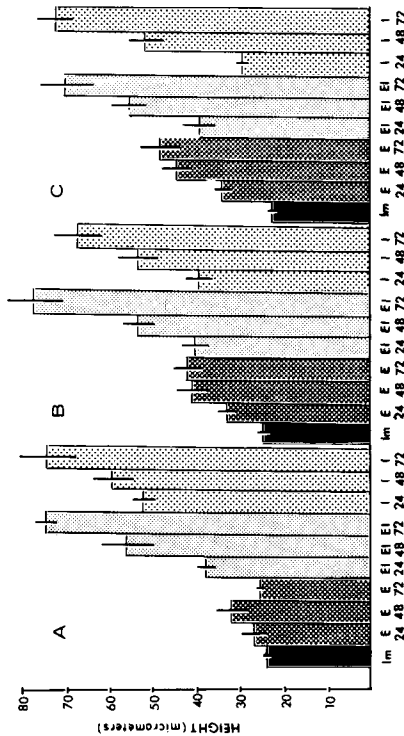 HEIGHT (micrometers)
80
70
60
50
40
30
20
A
B
C
Im E E E EI EI EI I I I Im E E E EI EI EI I I I Im E E E EI EI EI I I I
24 48 72 24 48 72 24 48 72 24 48 72 24 48 72 24 48 72 24 48 72 24 48 72 24 48 72